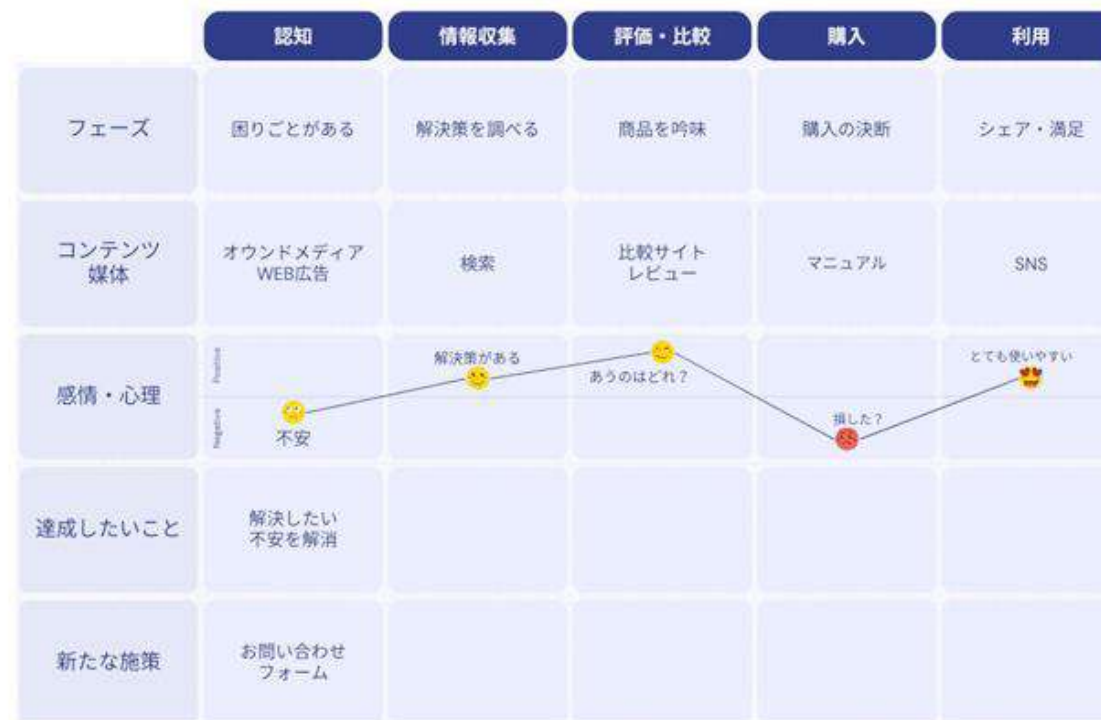 認知
情報収集
評価・比較
購入
利用
フェーズ
困りごとがある
解決策を調べる
商品を吟味
購入の決断
シェア・満足
コンテンツ
媒体
オウンドメディア
WEB広告
検索
比較サイト
レビュー
マニュアル
SNS
感情・心理
Positive
Negative
不安
解決策がある
あうのはどれ？
損した？
とても使いやすい
達成したいこと
解決したい
不安を解消
新たな施策
お問い合わせ
フォーム